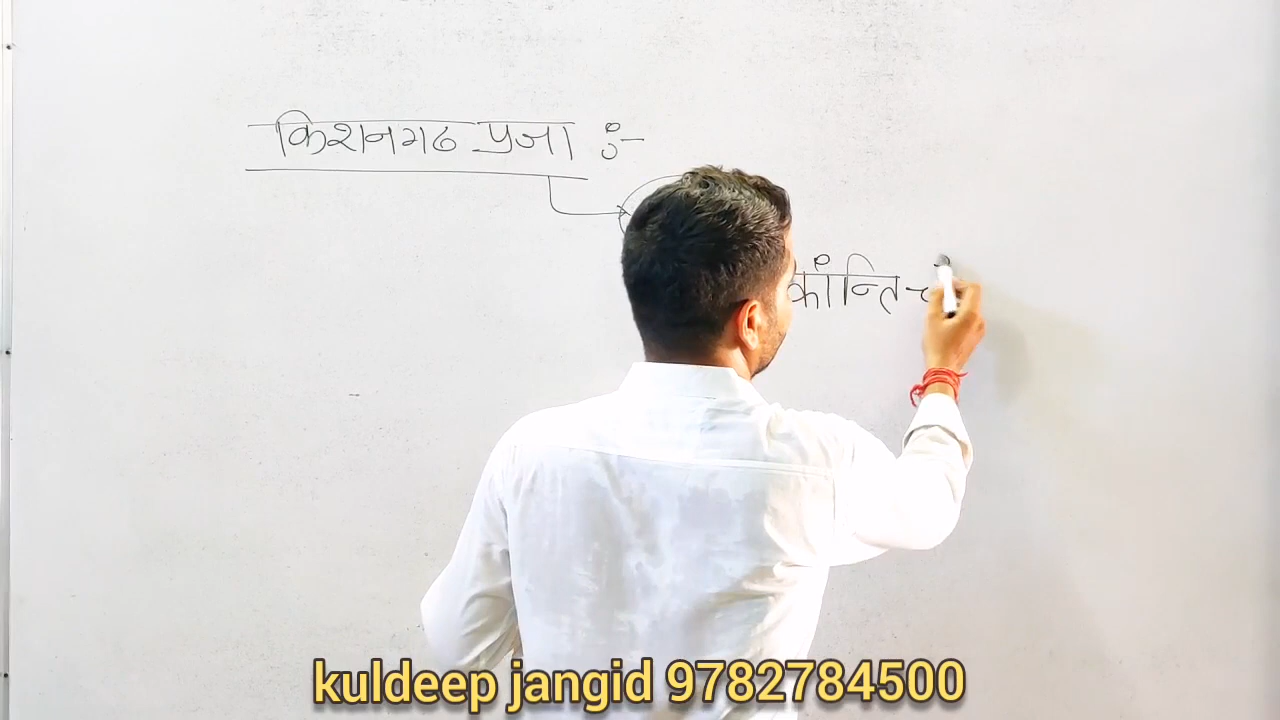 किशनगढ प्रजा :-
कांन्ति
kuldeep jangid 9782784500